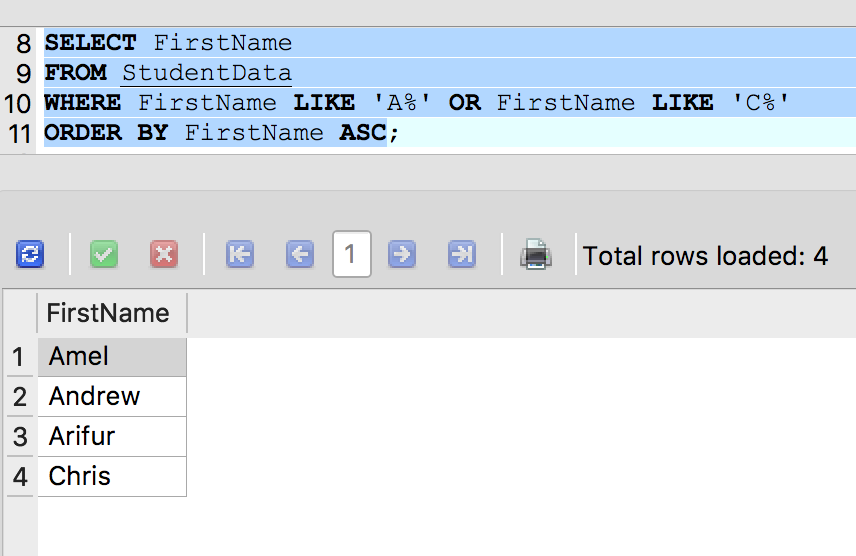 8 SELECT FirstName
9 FROM StudentData
10 WHERE FirstName LIKE 'A%' OR FirstName LIKE 'C%'
11 ORDER BY FirstName ASC;
1 Total rows loaded: 4
FirstName
1 Amel
2 Andrew
3 Arifur
4 Chris